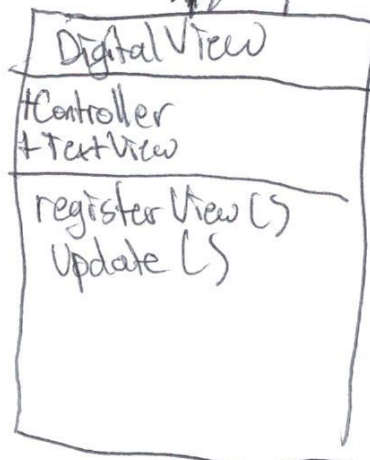 DigitalView
+Controller
+TextView
registerView()
Update()